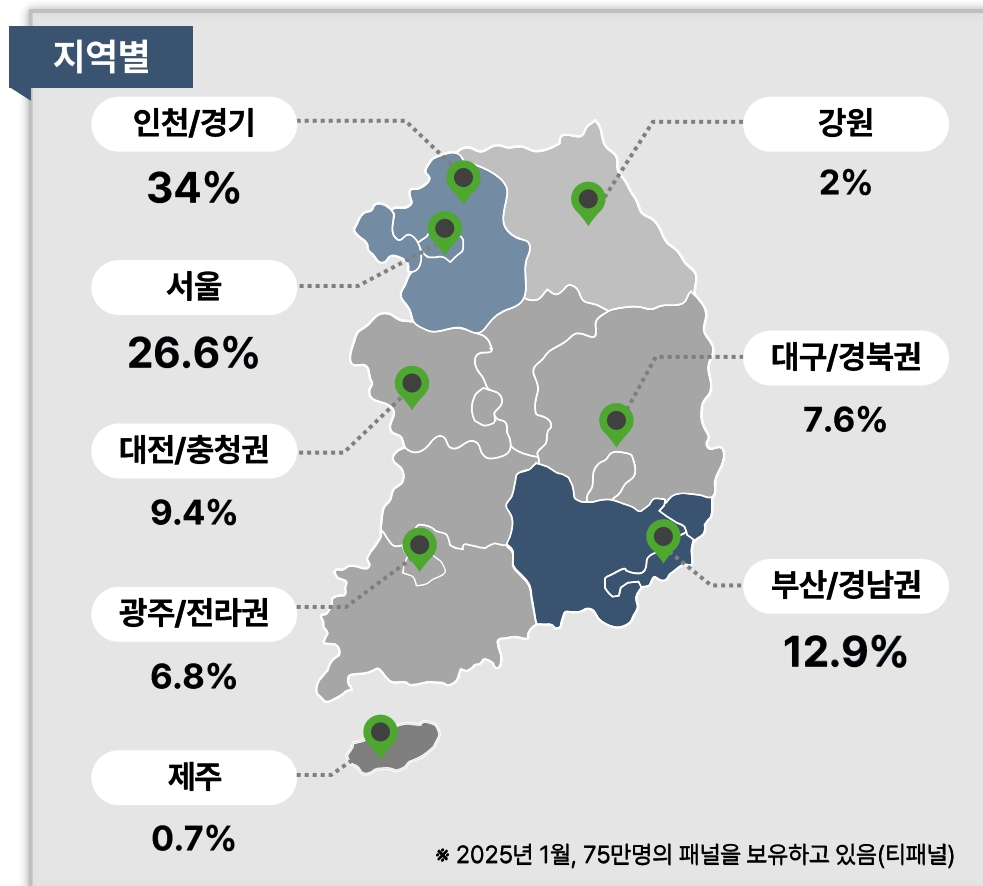 지역별
인천/경기
34%
서울
26.6%
대전/충청권
9.4%
광주/전라권
6.8%
제주
0.7%
강원
2%
대구/경북권
7.6%
부산/경남권
12.9%
※ 2025년 1월, 75만명의 패널을 보유하고 있음(티패널)